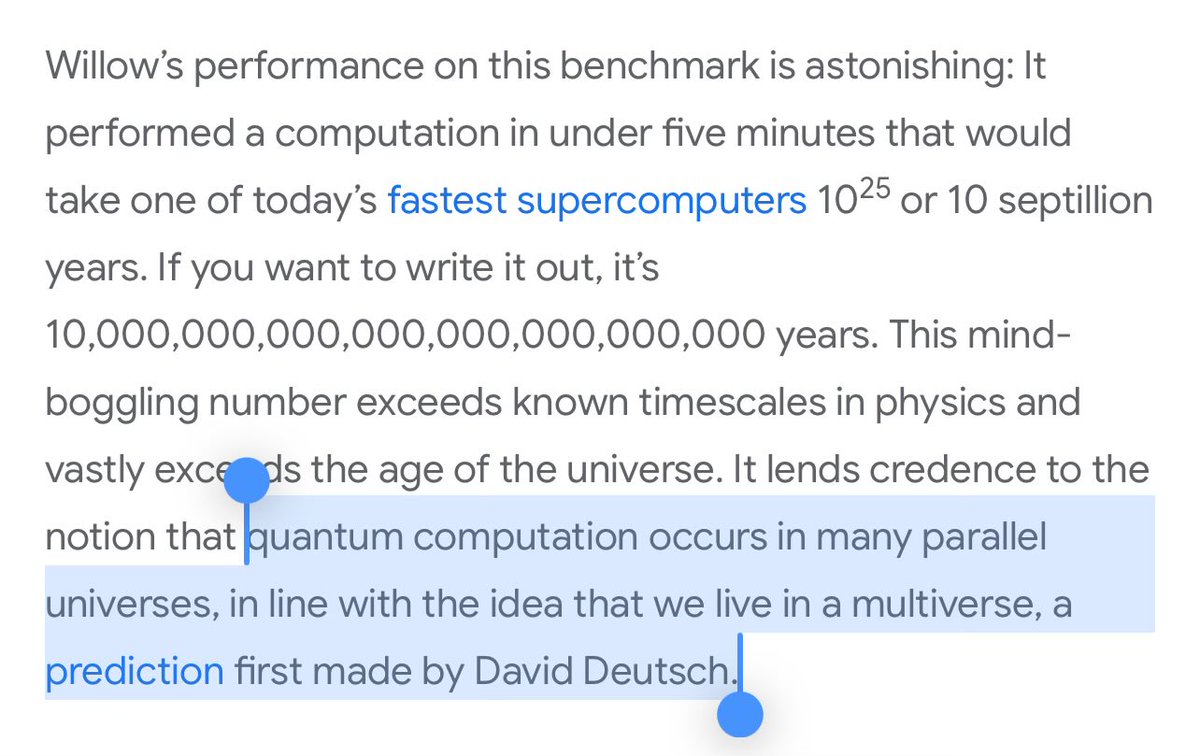 Willow’s performance on this benchmark is astonishing: It
performed a computation in under five minutes that would
take one of today’s fastest supercomputers 10²⁵ or 10 septillion
years. If you want to write it out, it’s
10,000,000,000,000,000,000,000,000 years. This mind-
boggling number exceeds known timescales in physics and
vastly exceeds the age of the universe. It lends credence to the
notion that quantum computation occurs in many parallel
universes, in line with the idea that we live in a multiverse, a
prediction first made by David Deutsch.